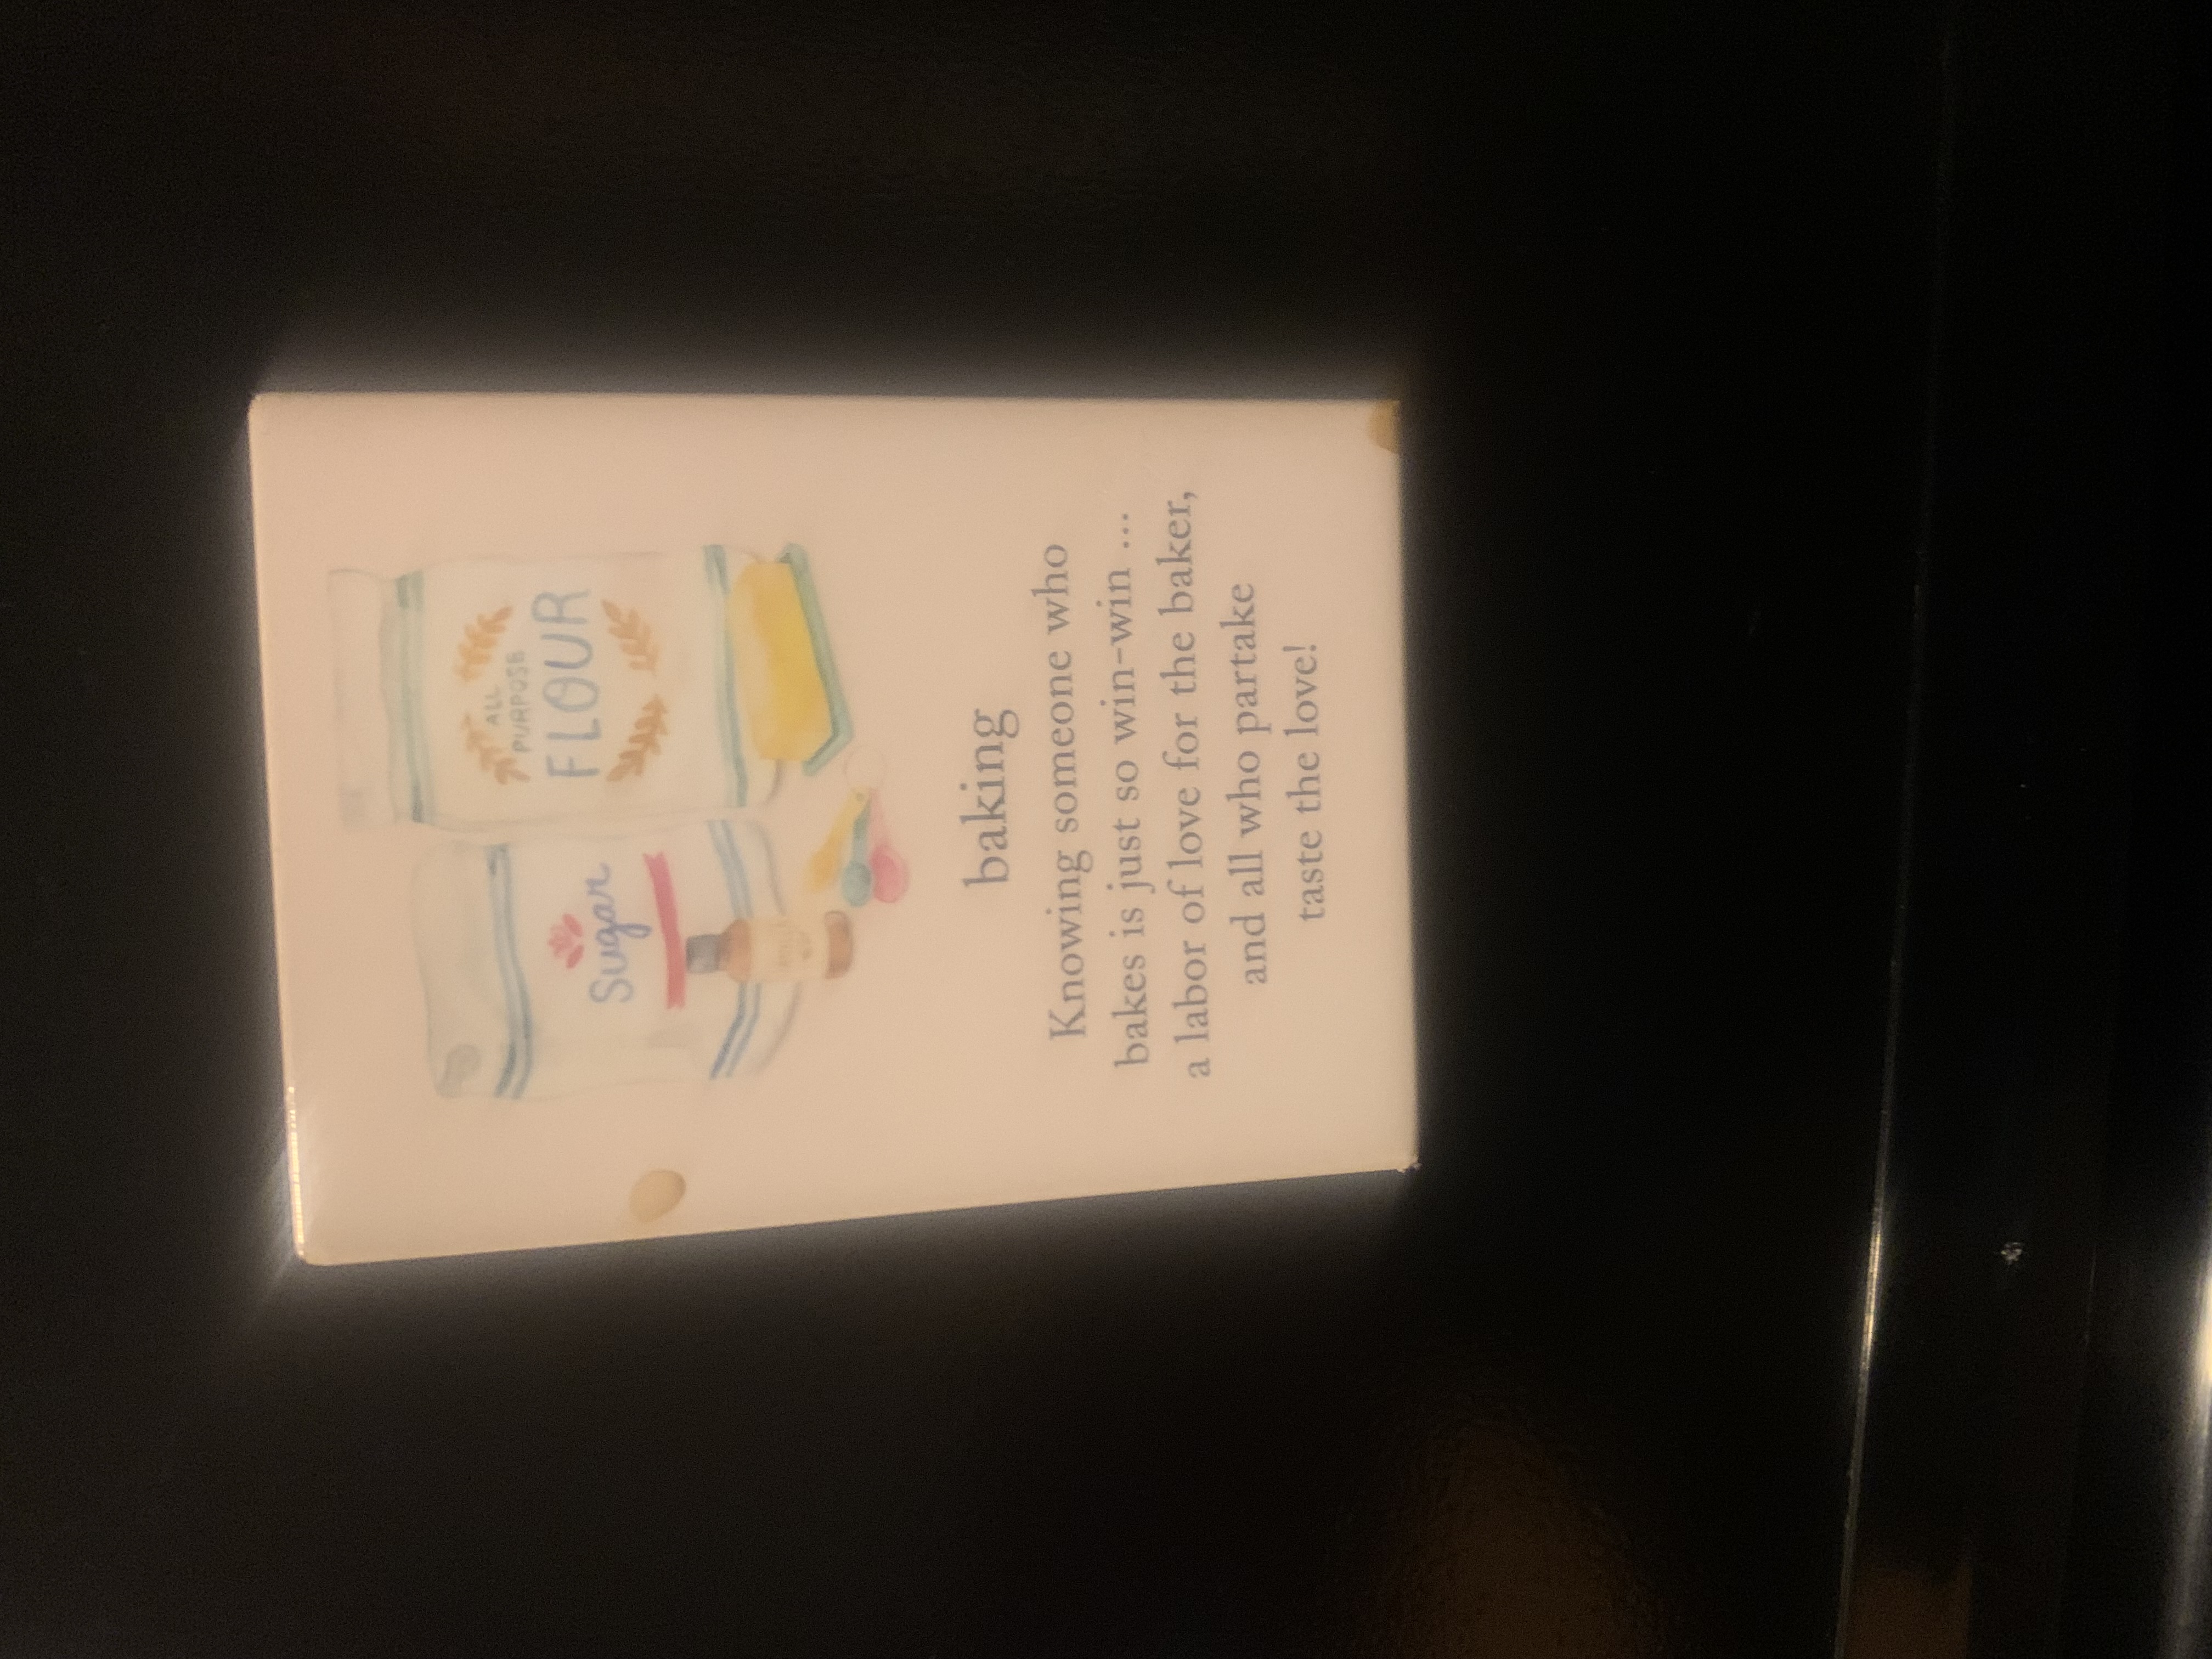 ALL
PURPOSE
FLOUR
Sugar
baking
Knowing someone who
bakes is just so win-win ...
a labor of love for the baker,
and all who partake
taste the love!